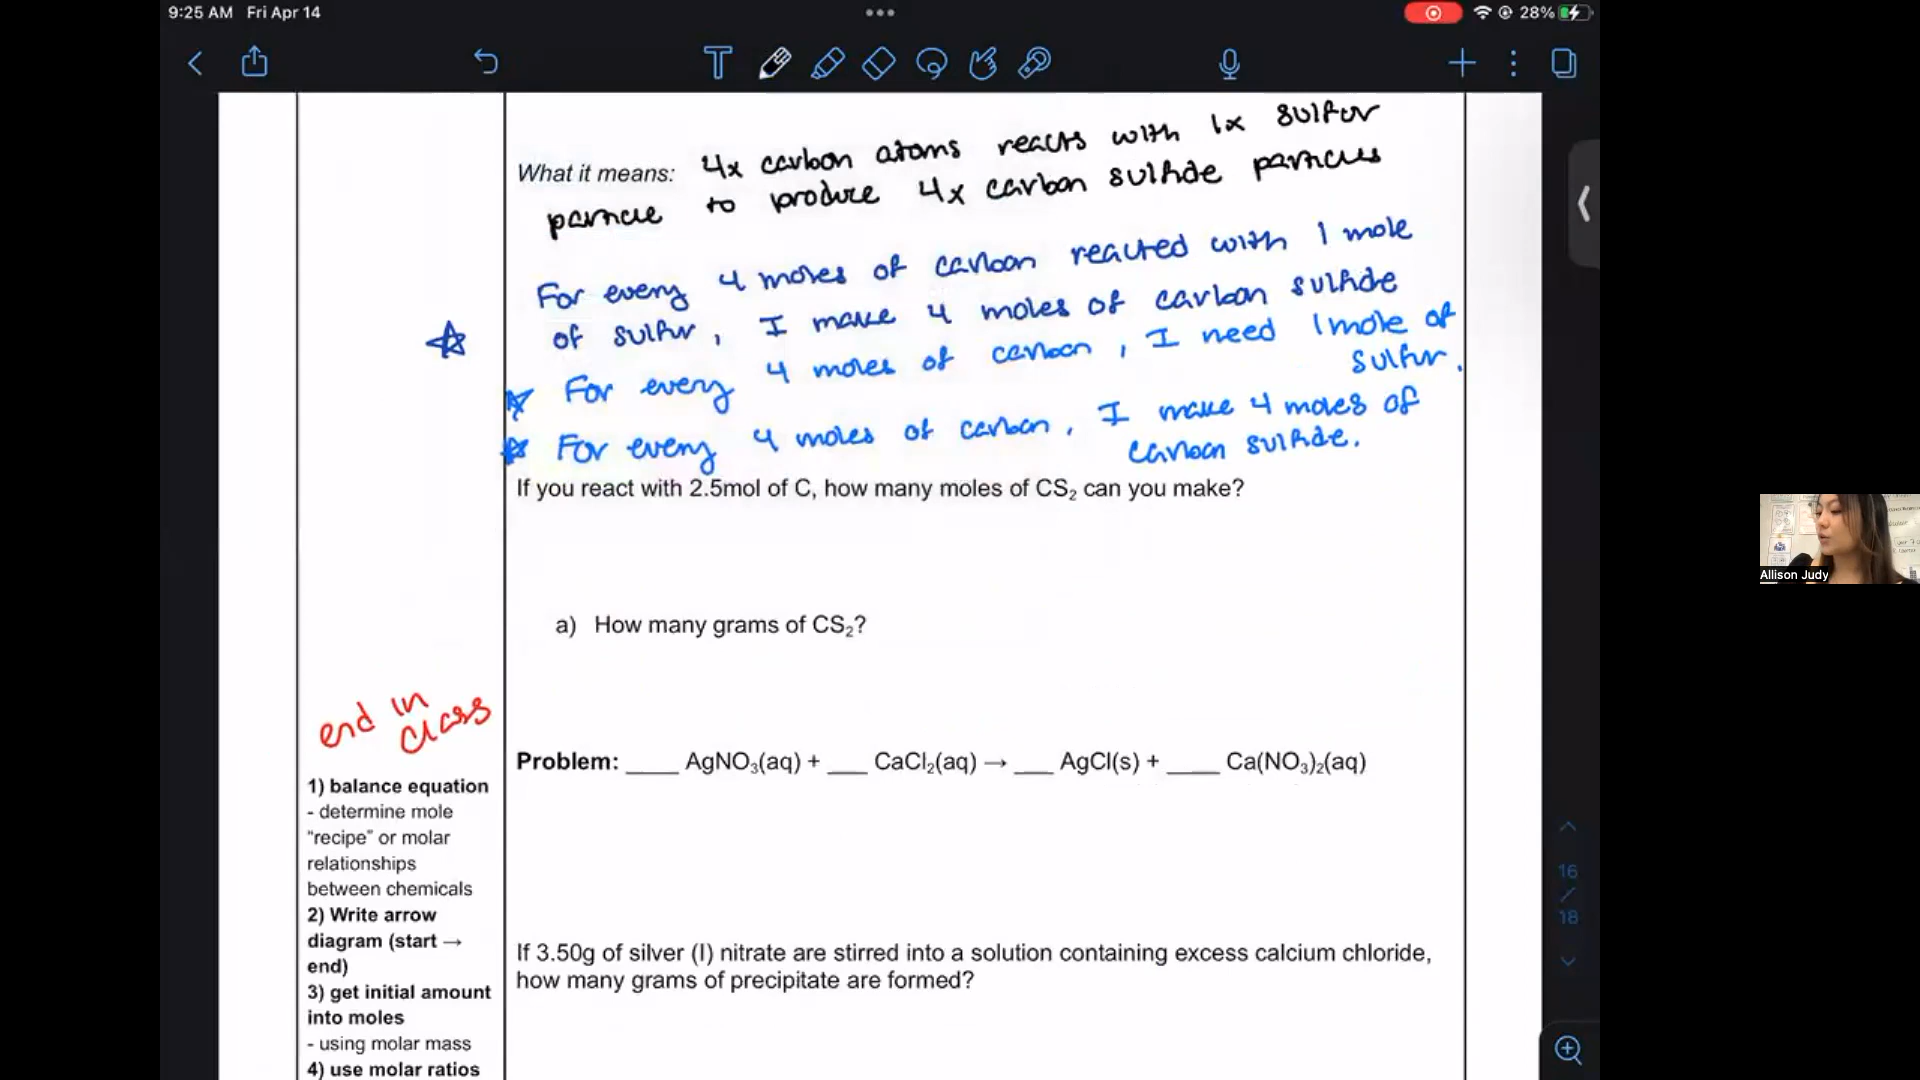 9:25 AM Fri Apr 14
28%
What it means: 4x carbon atoms reacts with 1x sulfur
particle to produce 4x carbon sulfide particles
For every 4 moles of carbon reacted with 1 mole
of sulfur, I make 4 moles of carbon sulfide
For every 4 moles of carbon, I need 1 mole of
sulfur.
For every 4 moles of carbon, I make 4 moles of
carbon sulfide.
If you react with 2.5mol of C, how many moles of CS₂ can you make?
a) How many grams of CS₂?
end in
class
Problem: ____ AgNO₃(aq) + ___ CaCl₂(aq) → ___ AgCl(s) + ____ Ca(NO₃)₂(aq)
1) balance equation
- determine mole
“recipe” or molar
relationships
between chemicals
2) Write arrow
diagram (start →
end)
3) get initial amount
into moles
- using molar mass
4) use molar ratios
If 3.50g of silver (I) nitrate are stirred into a solution containing excess calcium chloride,
how many grams of precipitate are formed?
16
/
18
Allison Judy